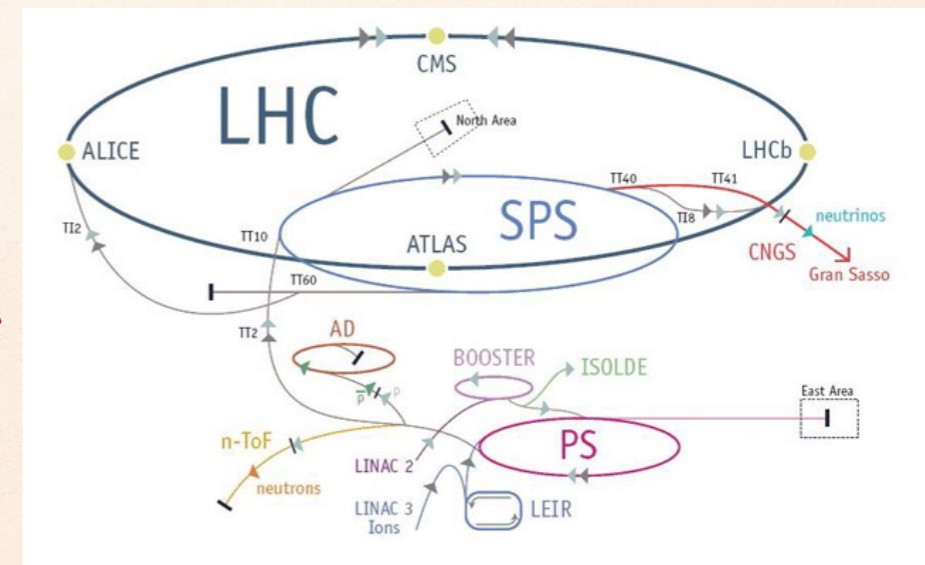 CMS
LHC
North Area
ALICE
LHCb
TT40
TT41
TI2
SPS
TI8
neutrinos
TT10
ATLAS
CNGS
Gran Sasso
TT60
TT2
AD
BOOSTER
ISOLDE
East Area
p
p
n-ToF
PS
LINAC 2
neutrons
LINAC 3
Ions
LEIR